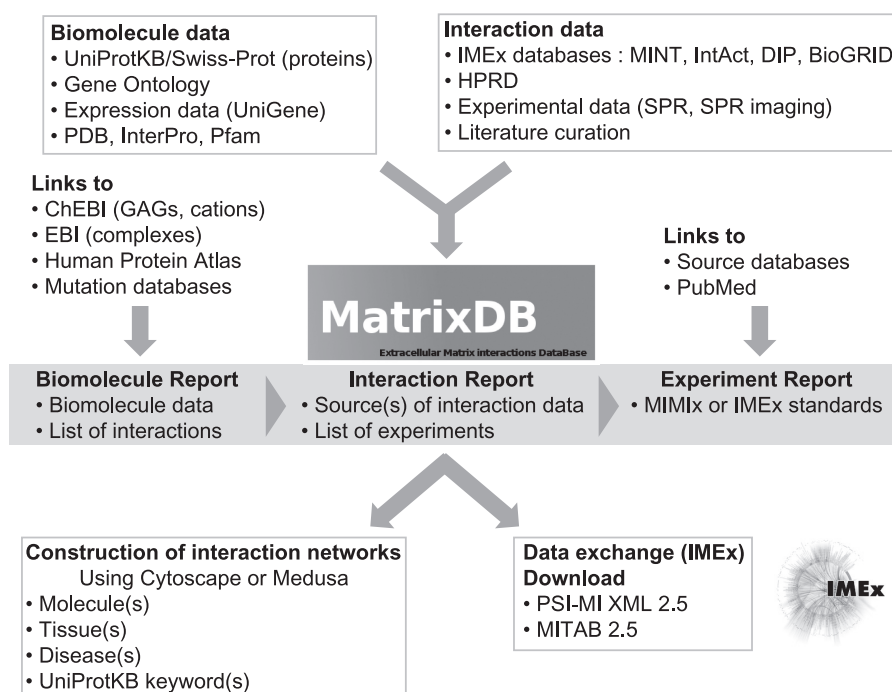 Biomolecule data
• UniProtKB/Swiss-Prot (proteins)
• Gene Ontology
• Expression data (UniGene)
• PDB, InterPro, Pfam
Interaction data
• IMEx databases : MINT, IntAct, DIP, BioGRID
• HPRD
• Experimental data (SPR, SPR imaging)
• Literature curation
Links to
• ChEBI (GAGs, cations)
• EBI (complexes)
• Human Protein Atlas
• Mutation databases
Links to
• Source databases
• PubMed
MatrixDB
Extracellular Matrix interactions DataBase
Biomolecule Report
• Biomolecule data
• List of interactions
Interaction Report
• Source(s) of interaction data
• List of experiments
Experiment Report
• MIMIx or IMEx standards
Construction of interaction networks
Using Cytoscape or Medusa
• Molecule(s)
• Tissue(s)
• Disease(s)
• UniProtKB keyword(s)
Data exchange (IMEx)
Download
• PSI-MI XML 2.5
• MITAB 2.5
IMEx